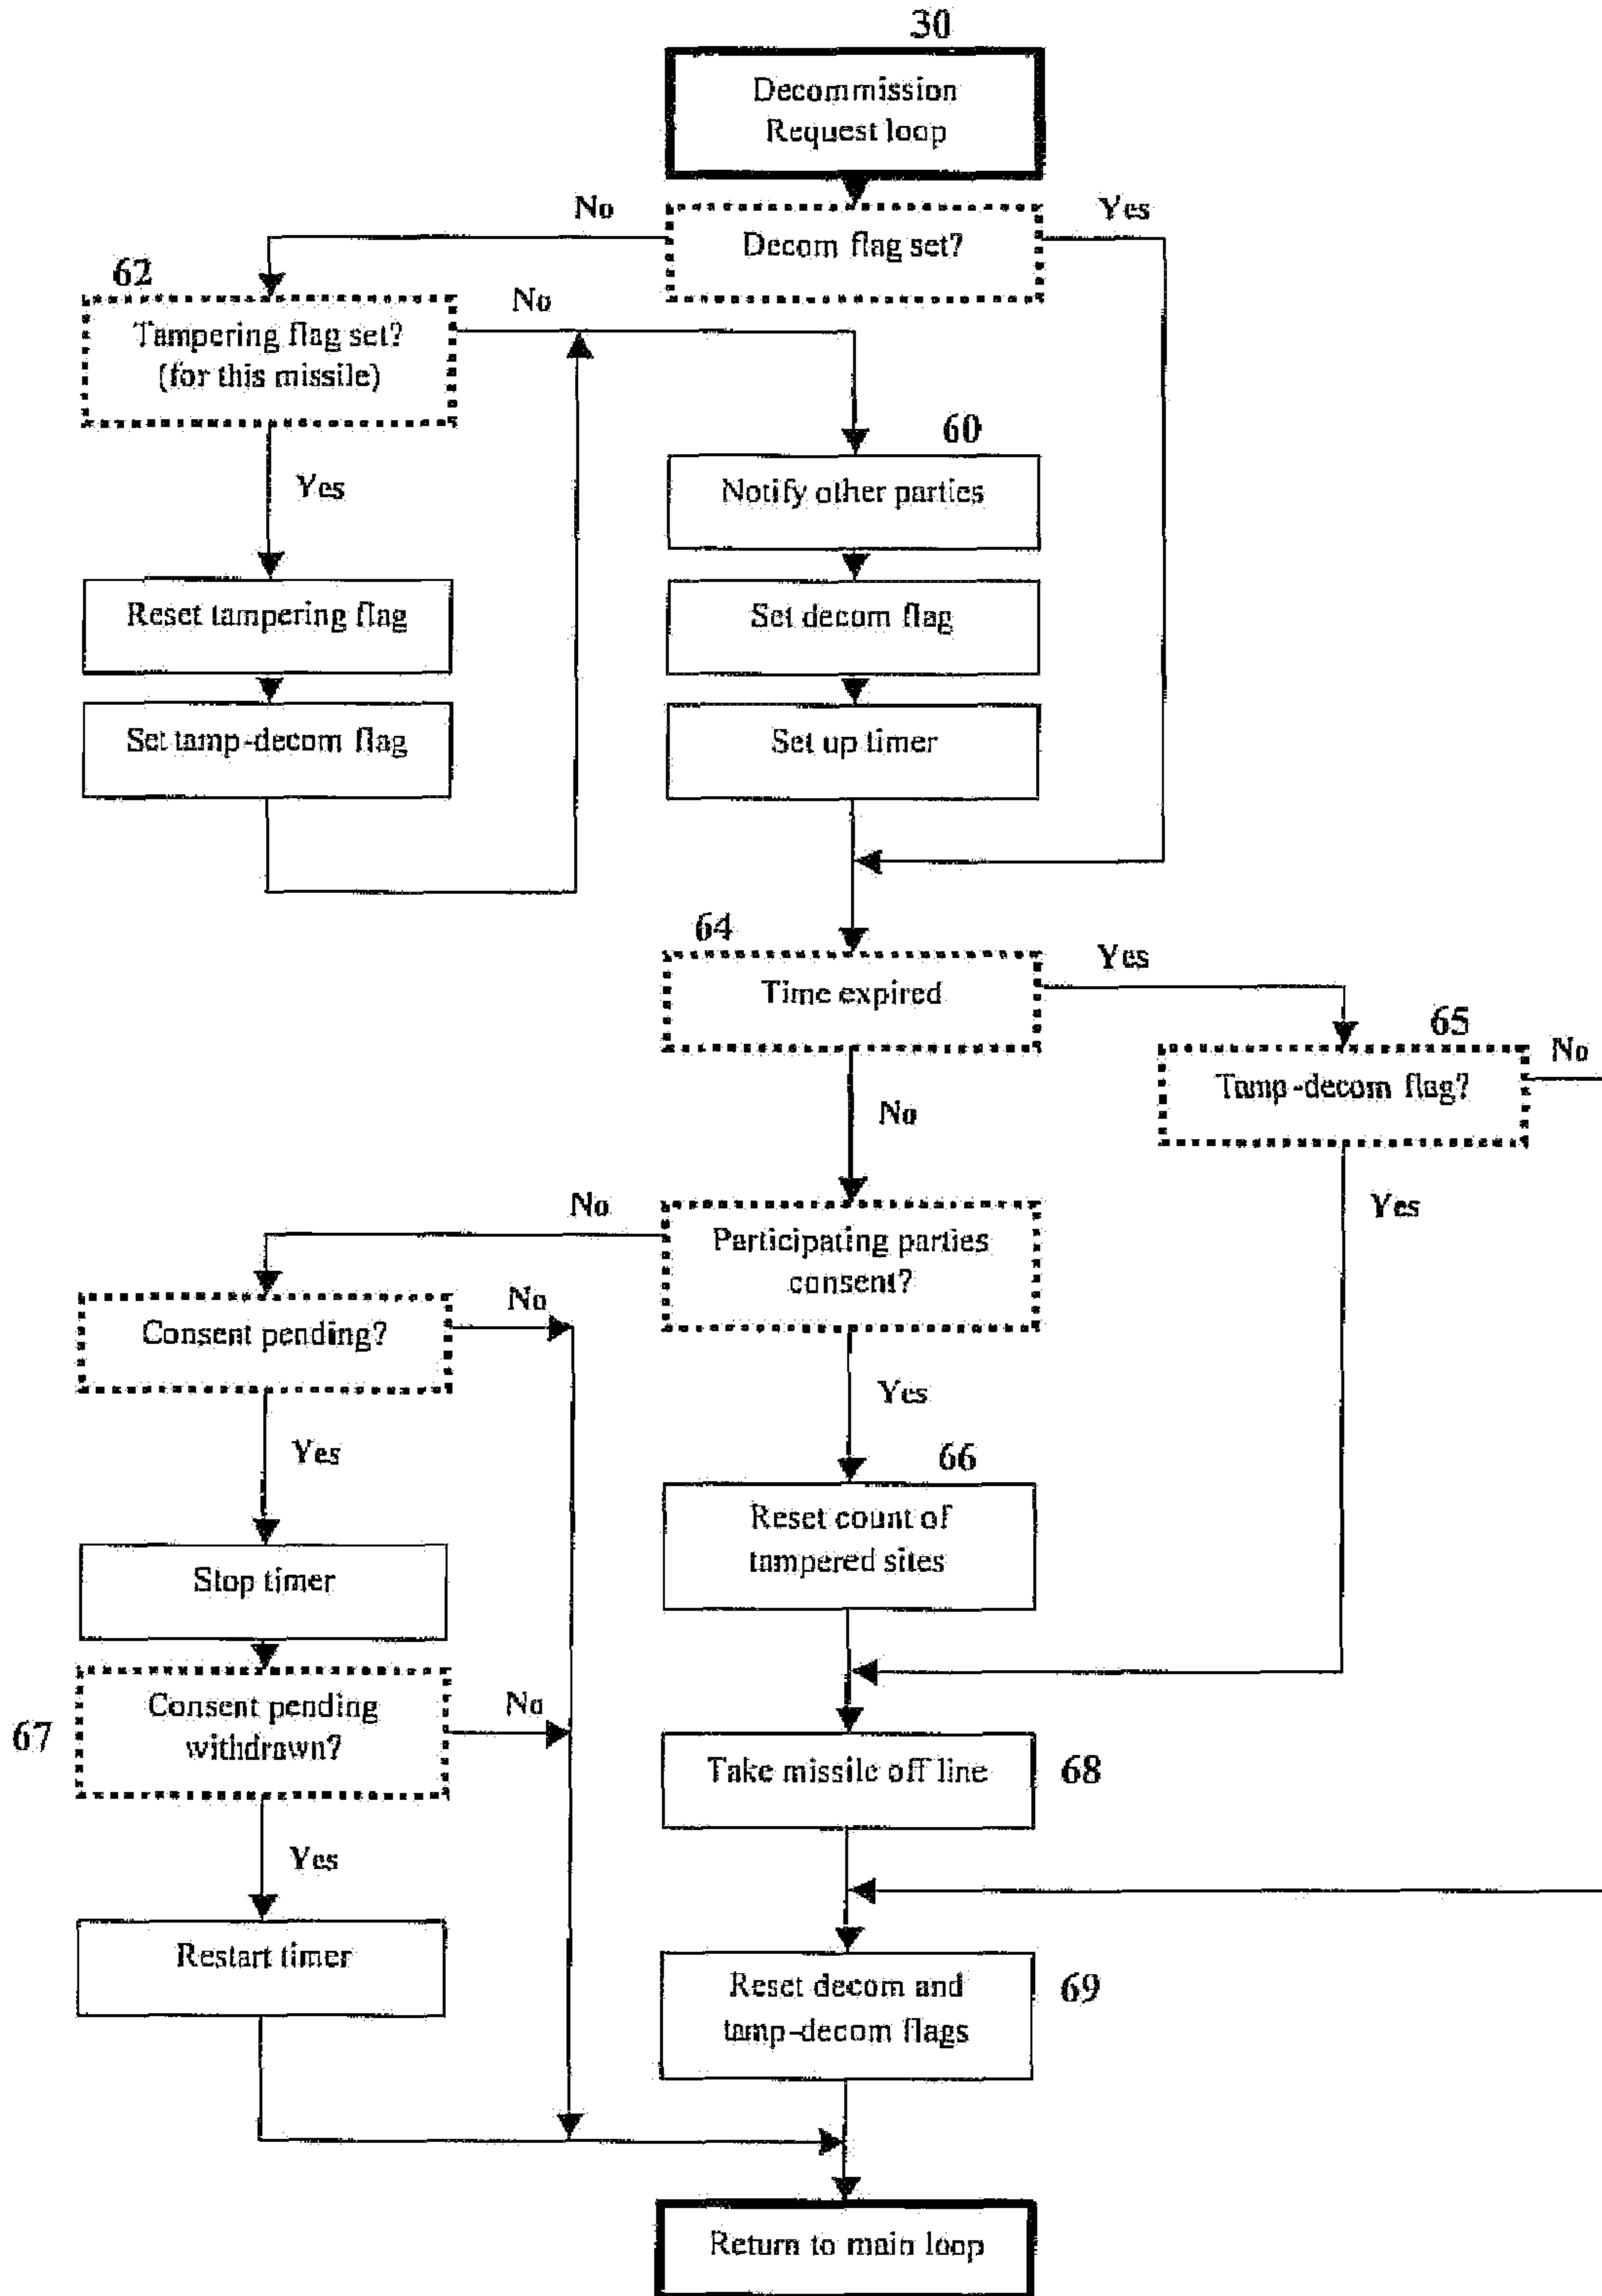 30
Decommission
Request loop
No
Decom flag set?
Yes
62
Tampering flag set?
(for this missile)
No
60
Notify other parties
Yes
Reset tampering flag
Set decom flag
Set tamp-decom flag
Set up timer
64
Time expired
Yes
65
Tamp-decom flag?
No
No
Yes
No
Participating parties
consent?
Consent pending?
No
Yes
Yes
66
Reset count of
tampered sites
Stop timer
67
Consent pending
withdrawn?
No
Take missile off line
68
Yes
Restart timer
Reset decom and
tamp-decom flags
69
Return to main loop